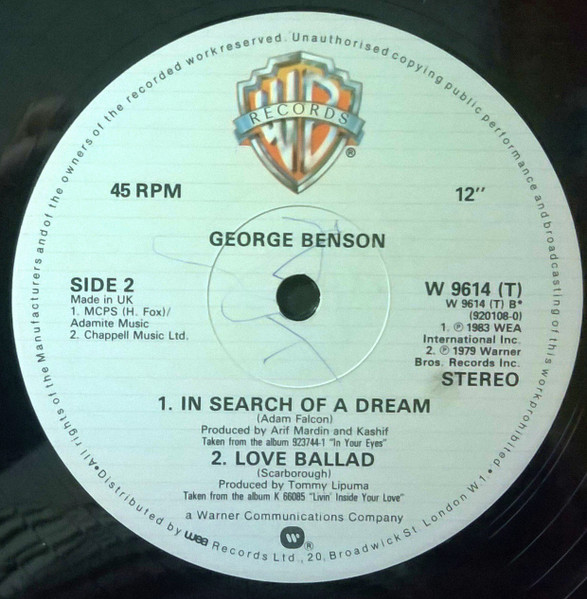 All rights of the Manufacturers and of the owners of the recorded work reserved. Unauthorised copying public performance and broadcasting of this work prohibited
WB
RECORDS
®
45 RPM
12"
GEORGE BENSON
SIDE 2
Made in UK
1. MCPS (H. Fox)/
Adamite Music
2. Chappell Music Ltd.
W 9614 (T)
W 9614 (T) B*
(920108-0)
1. ℗ 1983 WEA
International Inc.
2. ℗ 1979 Warner
Bros. Records Inc.
STEREO
1. IN SEARCH OF A DREAM
(Adam Falcon)
Produced by Arif Mardin and Kashif
Taken from the album 923744-1 "In Your Eyes"
2. LOVE BALLAD
(Scarborough)
Produced by Tommy Lipuma
Taken from the album K 66085 "Livin' Inside Your Love"
a Warner Communications Company
®
•Distributed by wea Records Ltd., 20, Broadwick St. London W.1.•